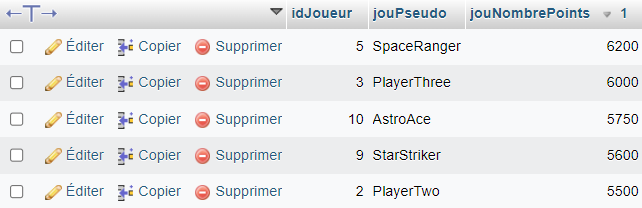 idJoueur jouPseudo jouNombrePoints 1
Éditer Copier Supprimer 5 SpaceRanger 6200
Éditer Copier Supprimer 3 PlayerThree 6000
Éditer Copier Supprimer 10 AstroAce 5750
Éditer Copier Supprimer 9 StarStriker 5600
Éditer Copier Supprimer 2 PlayerTwo 5500